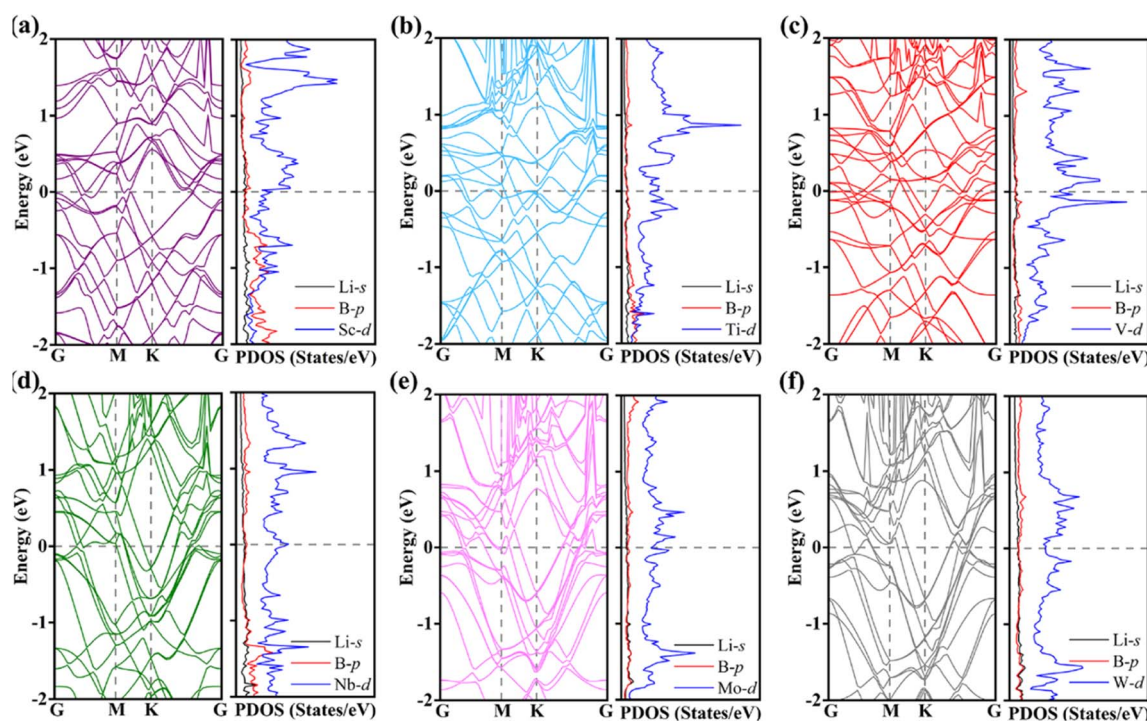 (a)
2
1
0
-1
-2
Energy (eV)
G M K G
Li-s
B-p
Sc-d
PDOS (States/eV)
(b)
2
1
0
-1
-2
Energy (eV)
G M K G
Li-s
B-p
Ti-d
PDOS (States/eV)
(c)
2
1
0
-1
-2
Energy (eV)
G M K G
Li-s
B-p
V-d
PDOS (States/eV)
(d)
2
1
0
-1
-2
Energy (eV)
G M K G
Li-s
B-p
Nb-d
PDOS (States/eV)
(e)
2
1
0
-1
-2
Energy (eV)
G M K G
Li-s
B-p
Mo-d
PDOS (States/eV)
(f)
2
1
0
-1
-2
Energy (eV)
G M K G
Li-s
B-p
W-d
PDOS (States/eV)